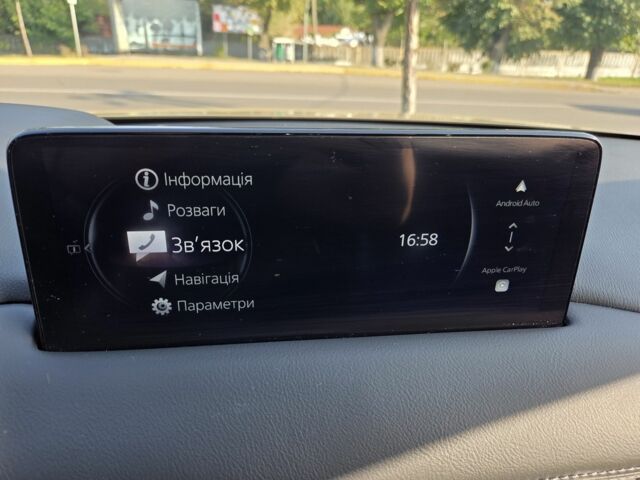 Інформація
Розваги
Зв'язок
Навігація
Параметри
16:58
Android Auto
Apple CarPlay